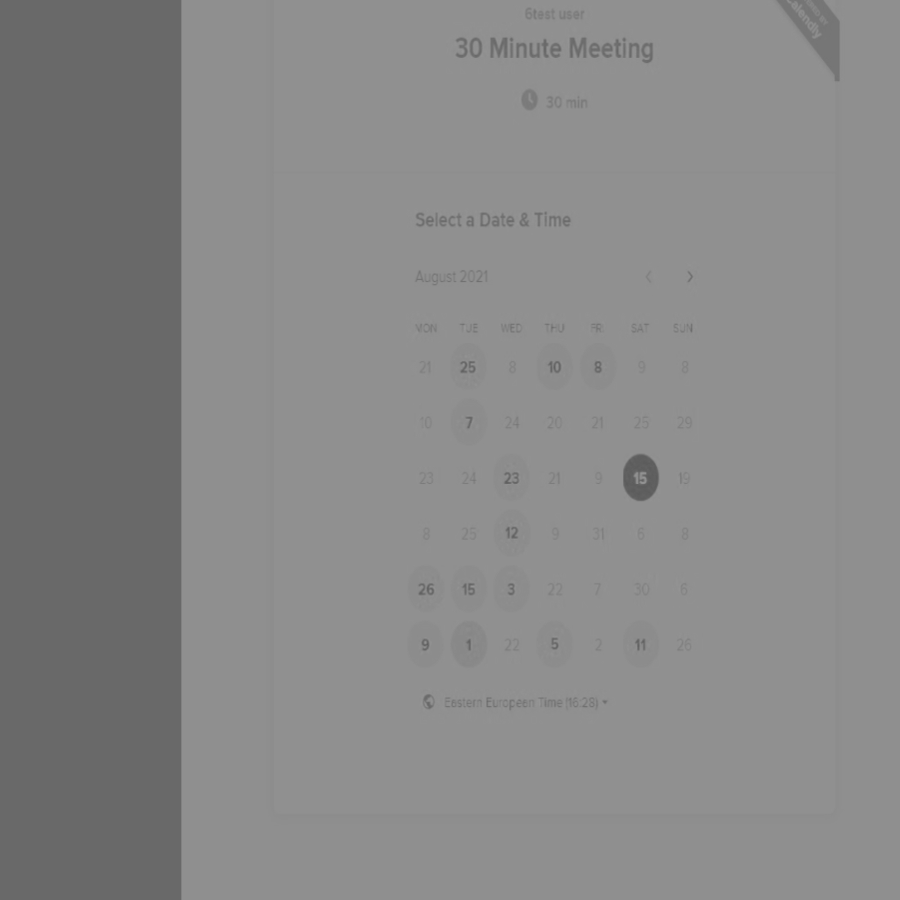 6test user
30 Minute Meeting
30 min
Calendly
Select a Date & Time
August 2021
MON TUE WED THU FRI SAT SUN
21 25 8 10 8 9 8
10 7 24 20 21 25 29
23 24 23 21 9 15 19
8 25 12 9 31 6 8
26 15 3 22 7 30 6
9 1 22 5 2 11 26
Eastern European Time (16:28)